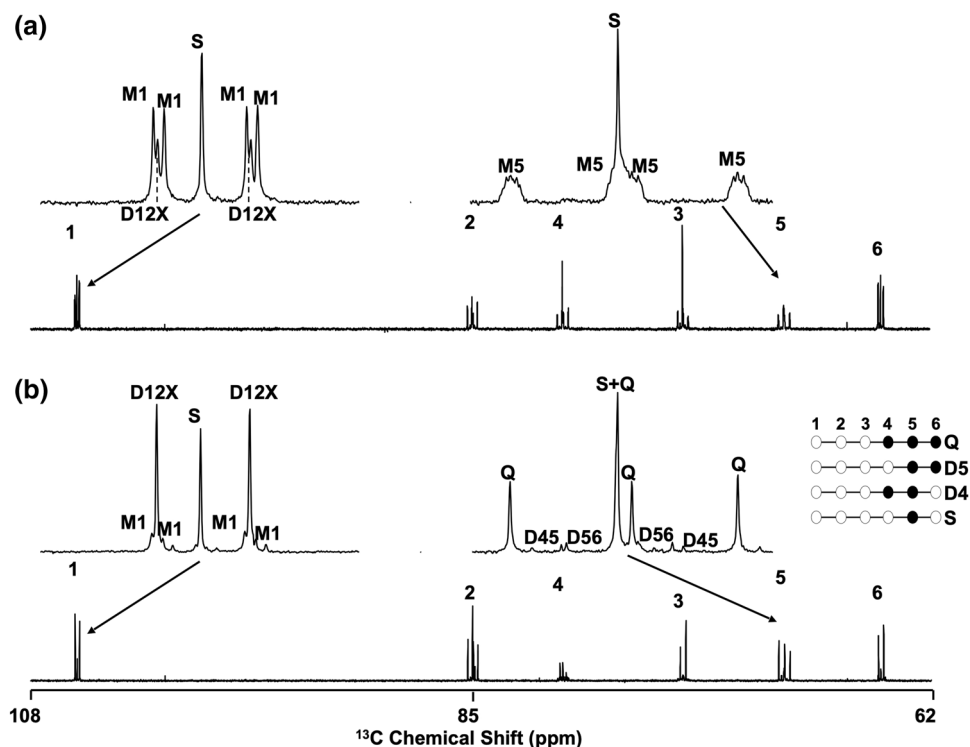 (a)
S
S
M1 M1
M1 M1
M5
M5 M5
M5
D12X
D12X
1
2
4
3
5
6
(b)
D12X
D12X
S
S+Q
Q
Q
Q
M1 M1
M1 M1
D45 D56
D56 D45
1 2 3 4 5 6
Q
D5
D4
S
1
2
4
3
5
6
108
85
62
13C Chemical Shift (ppm)